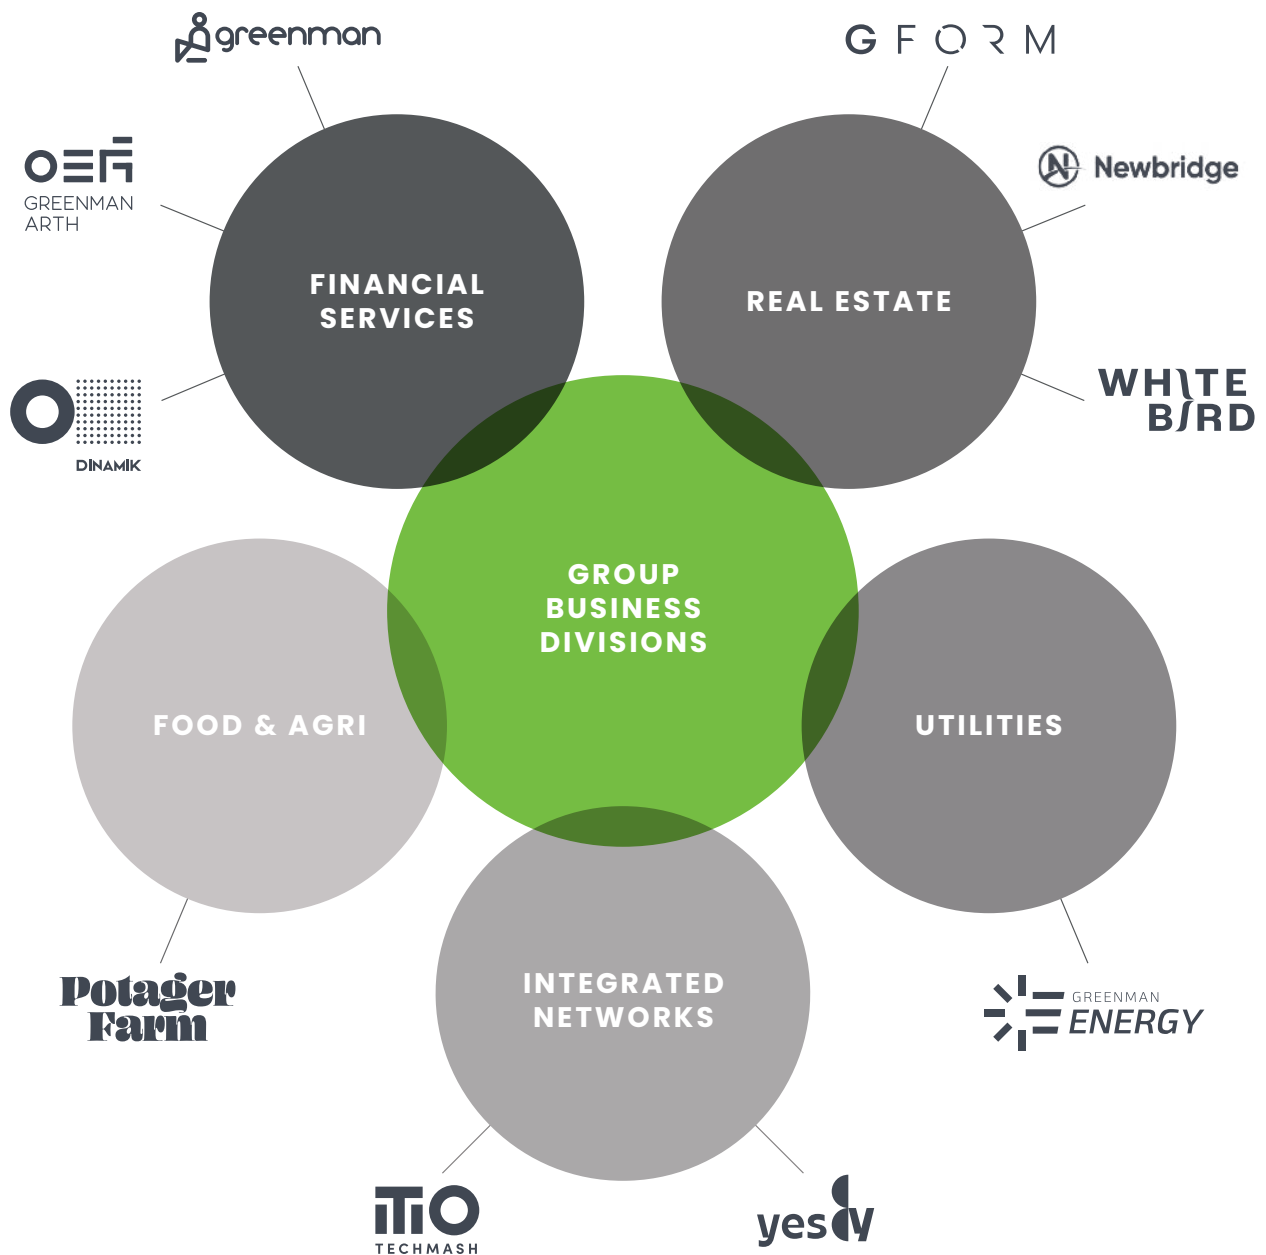 greenman
GFORM
GREENMAN
ARTH
Newbridge
FINANCIAL
SERVICES
REAL ESTATE
WHITE
BIRD
DINAMIK
GROUP
BUSINESS
DIVISIONS
FOOD & AGRI
UTILITIES
Potager
Farm
INTEGRATED
NETWORKS
GREENMAN
ENERGY
TECHMASH
yes